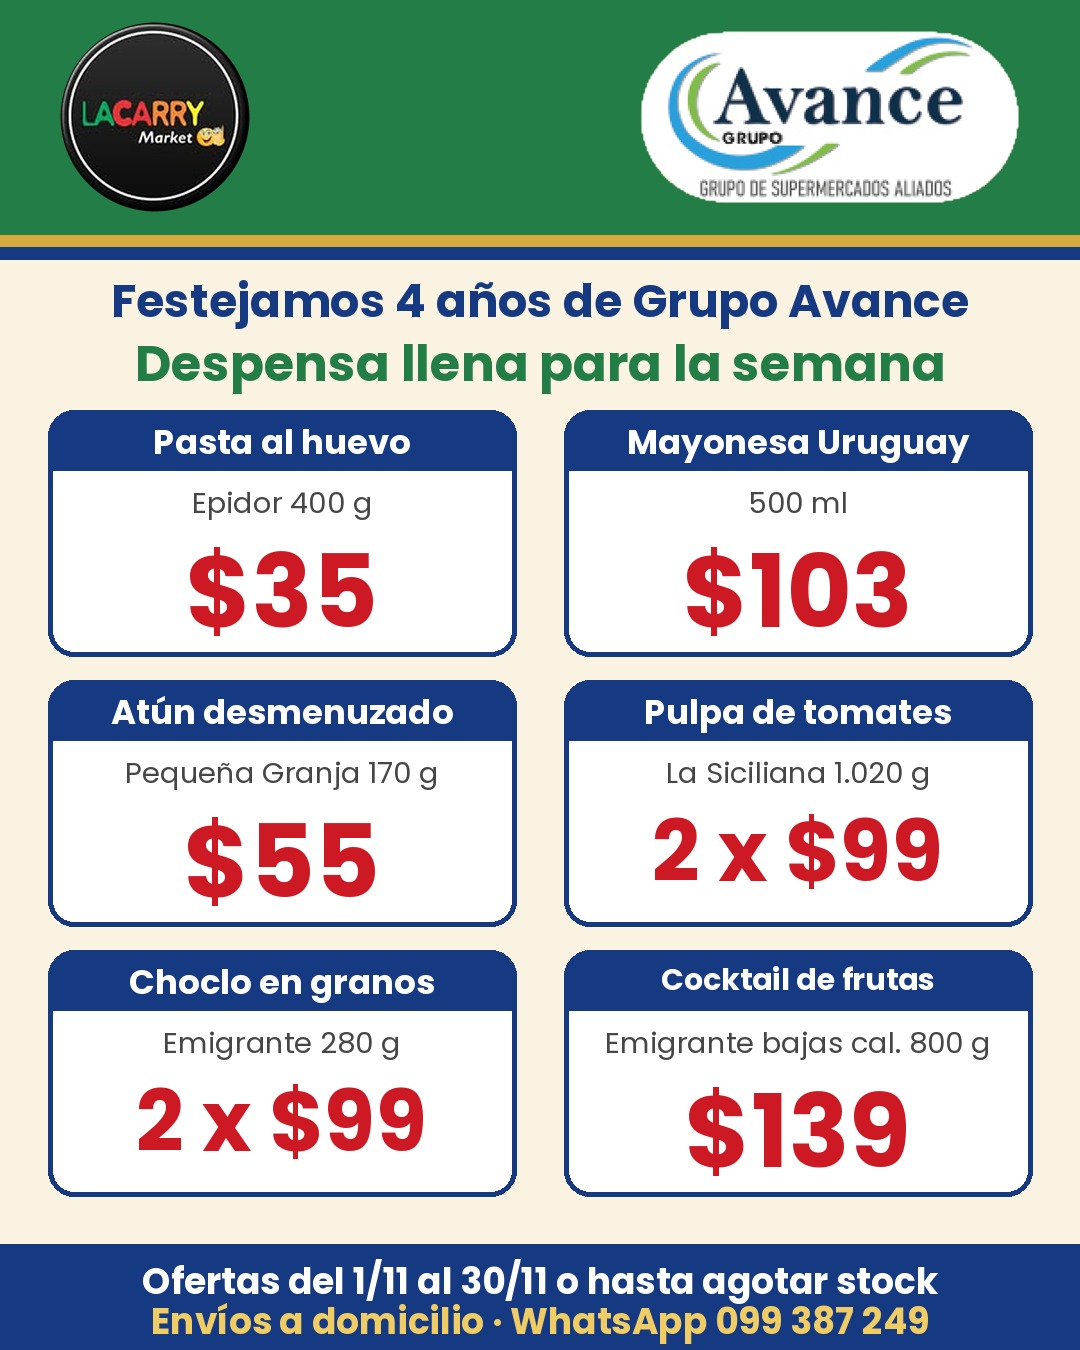 LACARRY
Market
Avance
GRUPO
GRUPO DE SUPERMERCADOS ALIADOS
Festejamos 4 años de Grupo Avance
Despensa llena para la semana
Pasta al huevo
Epidor 400 g
$35
Mayonesa Uruguay
500 ml
$103
Atún desmenuzado
Pequeña Granja 170 g
$55
Pulpa de tomates
La Siciliana 1.020 g
2 x $99
Choclo en granos
Emigrante 280 g
2 x $99
Cocktail de frutas
Emigrante bajas cal. 800 g
$139
Ofertas del 1/11 al 30/11 o hasta agotar stock
Envíos a domicilio · WhatsApp 099 387 249